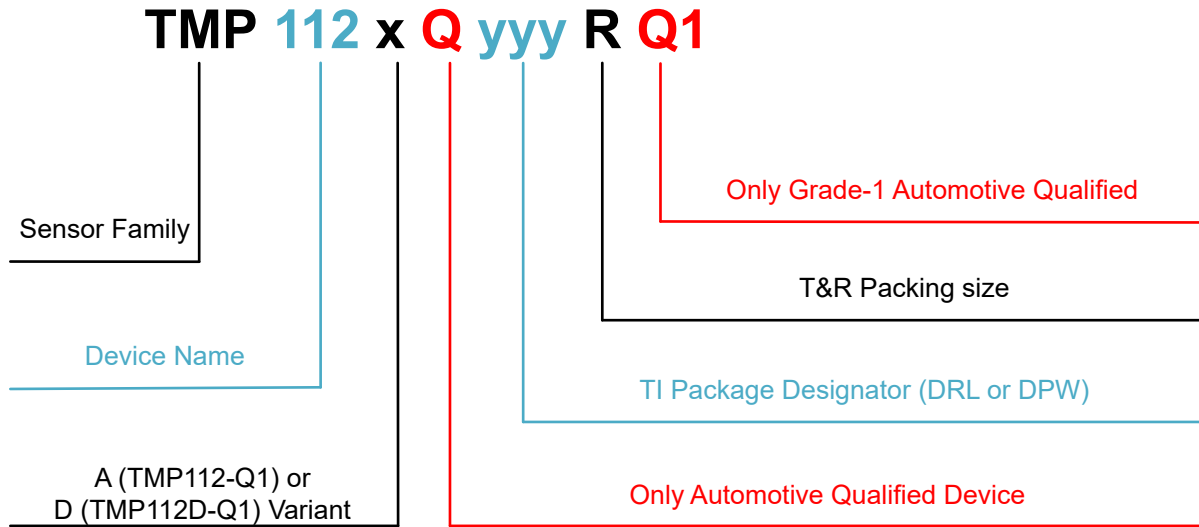 TMP 112 x Q yyy R Q1
Only Grade-1 Automotive Qualified
Sensor Family
T&R Packing size
Device Name
TI Package Designator (DRL or DPW)
A (TMP112-Q1) or
D (TMP112D-Q1) Variant
Only Automotive Qualified Device